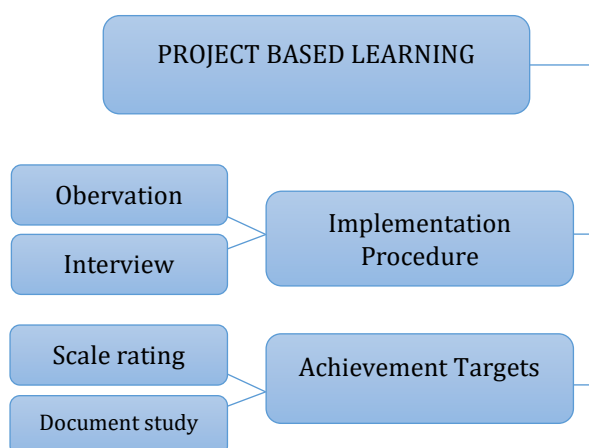 PROJECT BASED LEARNING
Obervation
Interview
Implementation
Procedure
Scale rating
Document study
Achievement Targets